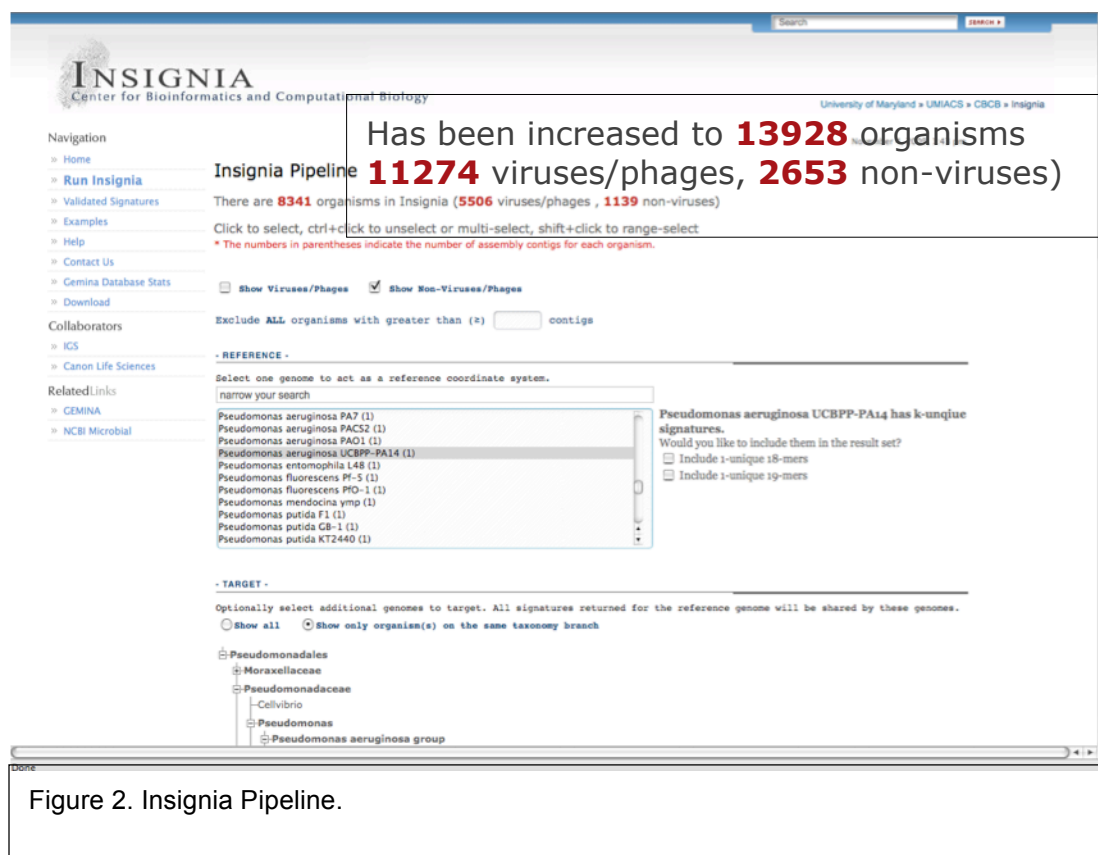 Search
SEARCH
INSIGNIA
Center for Bioinformatics and Computational Biology
University of Maryland » UMIACS » CBCB » Insignia
Has been increased to 13928 organisms
11274 viruses/phages, 2653 non-viruses)
Navigation
» Home
» Run Insignia
» Validated Signatures
» Examples
» Help
» Contact Us
» Gemina Database Stats
» Download
Collaborators
» IGS
» Canon Life Sciences
RelatedLinks
» GEMINA
» NCBI Microbial
Insignia Pipeline
There are 8341 organisms in Insignia (5506 viruses/phages , 1139 non-viruses)
Click to select, ctrl+click to unselect or multi-select, shift+click to range-select
* The numbers in parentheses indicate the number of assembly contigs for each organism.
Show Viruses/Phages Show Non-Viruses/Phages
Exclude ALL organisms with greater than (≥) contigs
- REFERENCE -
Select one genome to act as a reference coordinate system.
narrow your search
Pseudomonas aeruginosa PA7 (1)
Pseudomonas aeruginosa PACS2 (1)
Pseudomonas aeruginosa PAO1 (1)
Pseudomonas aeruginosa UCBPP-PA14 (1)
Pseudomonas entomophila L48 (1)
Pseudomonas fluorescens Pf-5 (1)
Pseudomonas fluorescens PfO-1 (1)
Pseudomonas mendocina ymp (1)
Pseudomonas putida F1 (1)
Pseudomonas putida GB-1 (1)
Pseudomonas putida KT2440 (1)
Pseudomonas aeruginosa UCBPP-PA14 has k-unqiue
signatures.
Would you like to include them in the result set?
Include 1-unique 18-mers
Include 1-unique 19-mers
- TARGET -
Optionally select additional genomes to target. All signatures returned for the reference genome will be shared by these genomes.
Show all Show only organism(s) on the same taxonomy branch
Pseudomonadales
Moraxellaceae
Pseudomonadaceae
Cellvibrio
Pseudomonas
Pseudomonas aeruginosa group
Done
Figure 2. Insignia Pipeline.